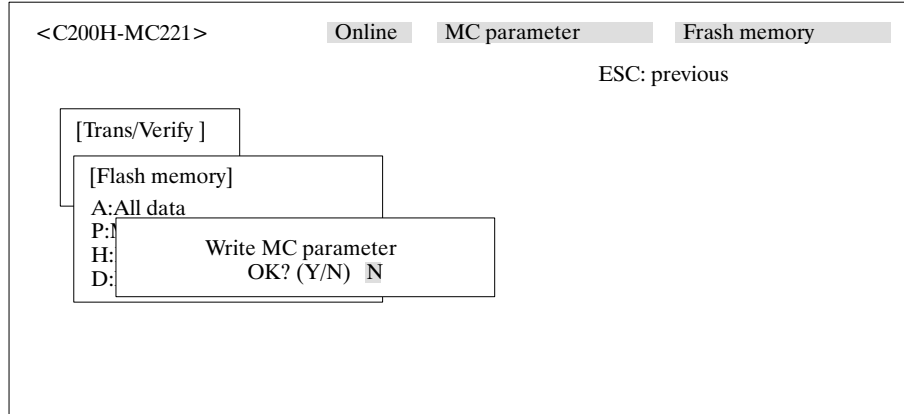 <C200H-MC221> Online MC parameter Frash memory
ESC: previous
[Trans/Verify ]
[Flash memory]
A:All data
P:
H:
D:
Write MC parameter
OK? (Y/N) N